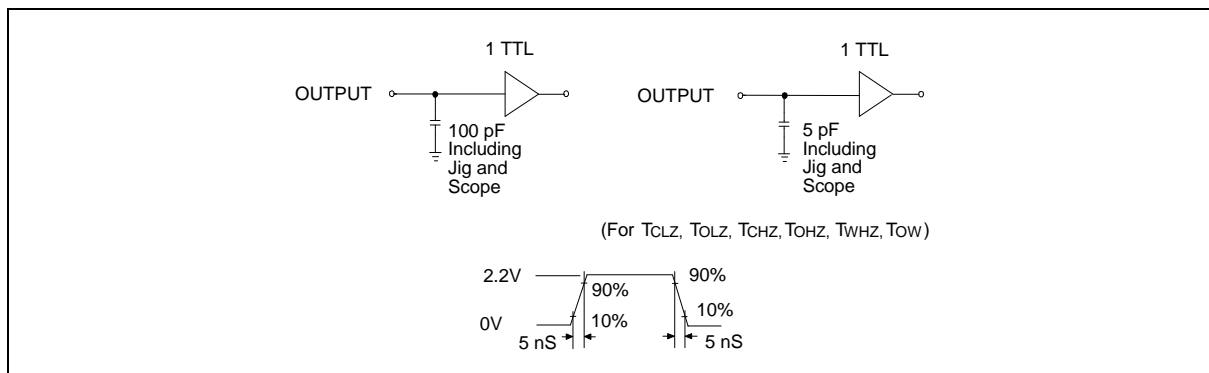 1 TTL
OUTPUT
100 pF
Including
Jig and
Scope
1 TTL
OUTPUT
5 pF
Including
Jig and
Scope
(For TCLZ, TOLZ, TCHZ, TOHZ, TWHZ, TOW)
2.2V
90%
90%
0V
10%
10%
5 nS
5 nS